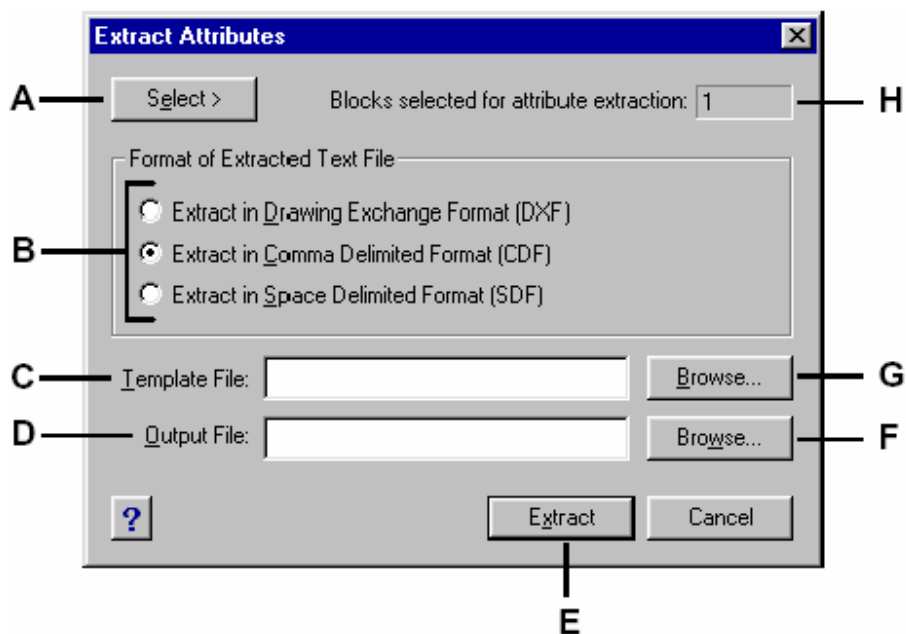 Extract Attributes
A Select > Blocks selected for attribute extraction: 1 H
Format of Extracted Text File
Extract in Drawing Exchange Format (DXF)
B Extract in Comma Delimited Format (CDF)
Extract in Space Delimited Format (SDF)
C Template File: Browse... G
D Output File: Browse... F
? Extract Cancel
E